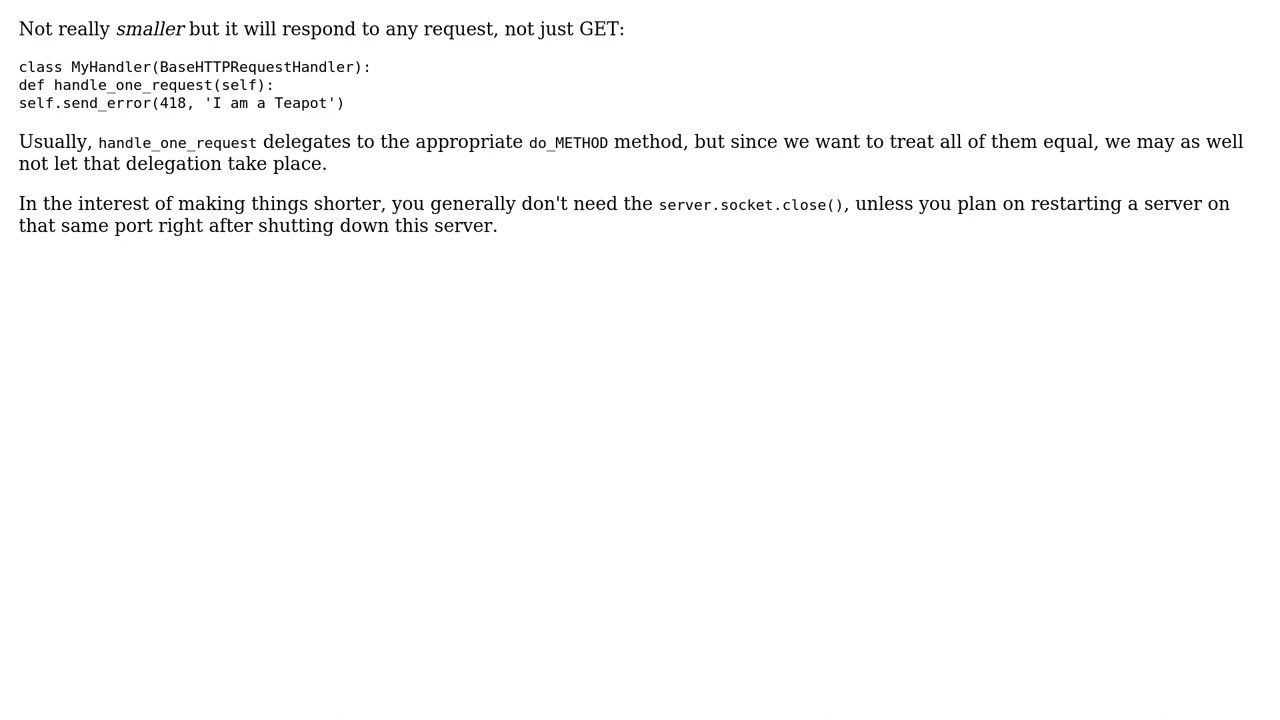 Not really smaller but it will respond to any request, not just GET:
class MyHandler(BaseHTTPRequestHandler):
def handle_one_request(self):
self.send_error(418, 'I am a Teapot')
Usually, handle_one_request delegates to the appropriate do_METHOD method, but since we want to treat all of them equal, we may as well
not let that delegation take place.
In the interest of making things shorter, you generally don't need the server.socket.close(), unless you plan on restarting a server on
that same port right after shutting down this server.